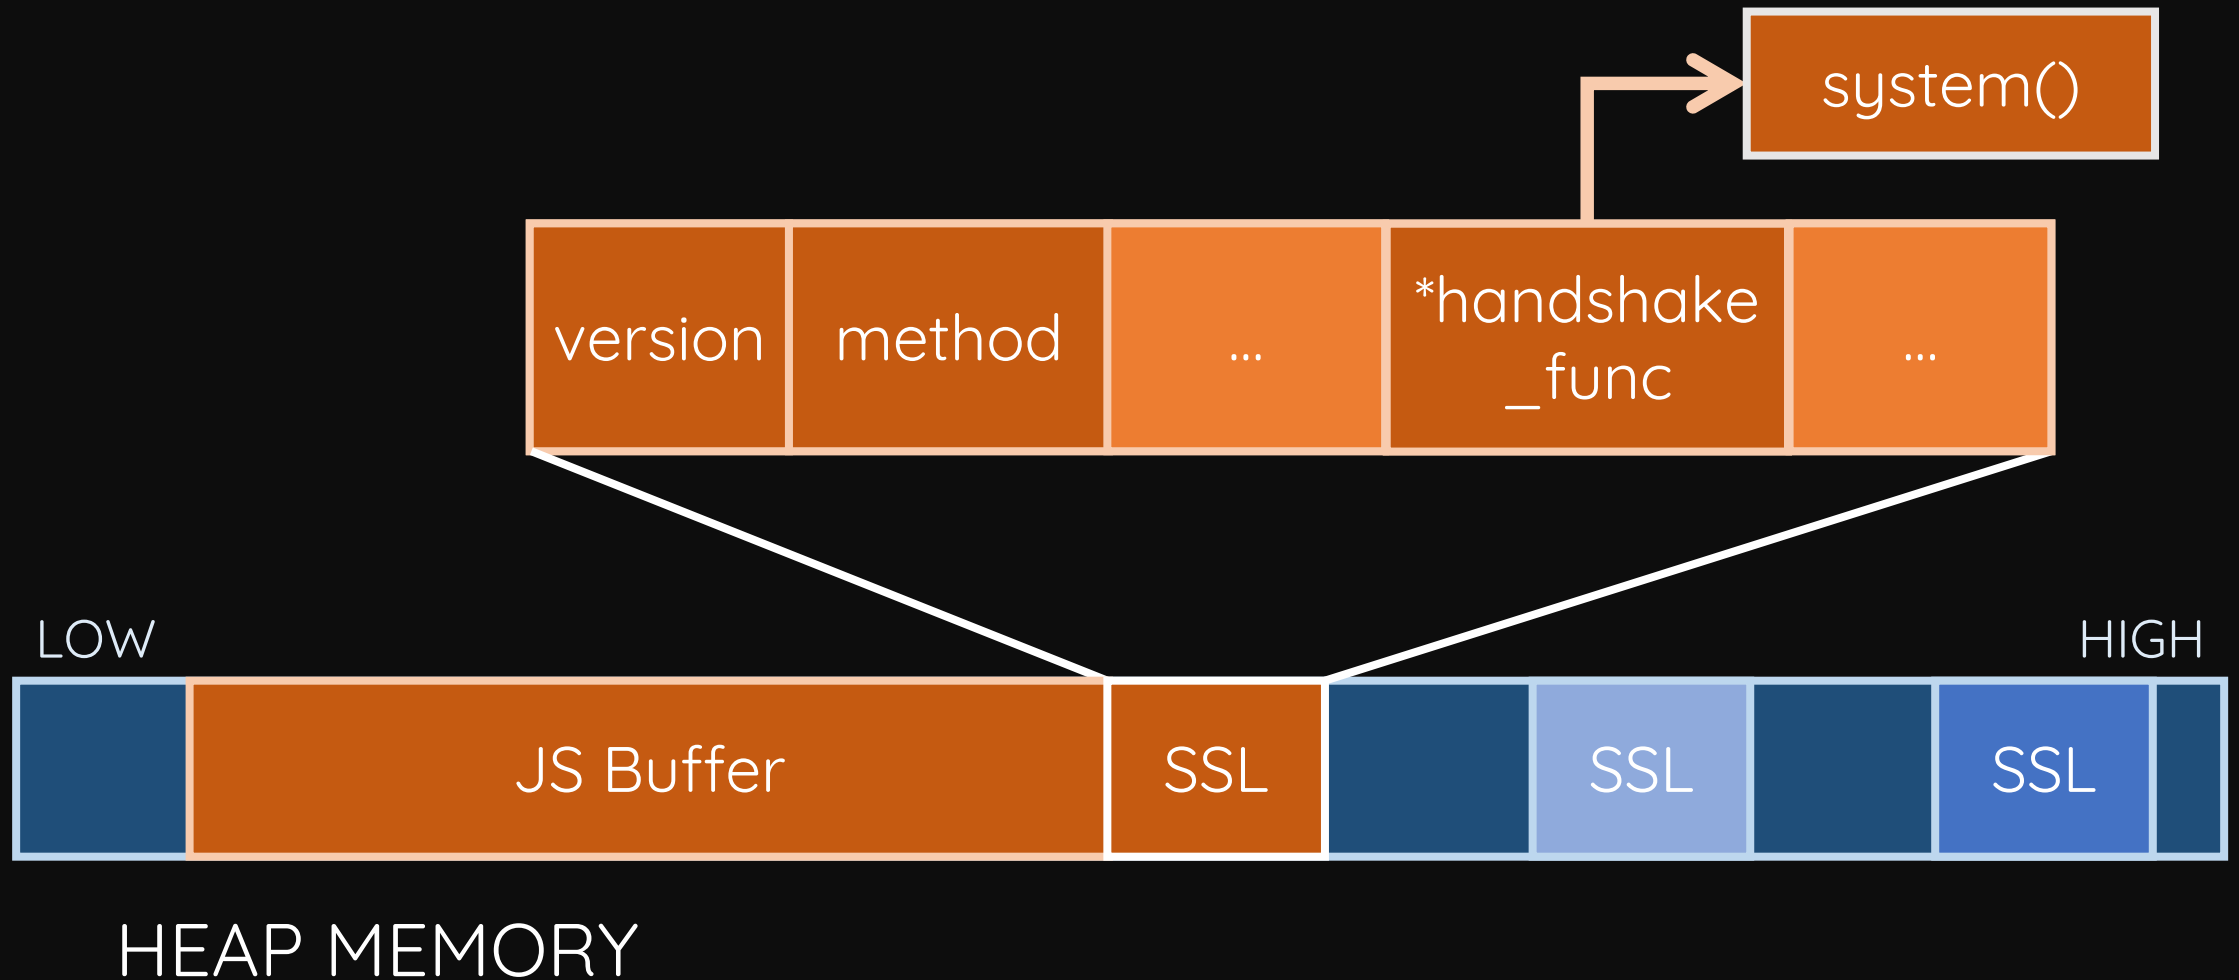 system()
version
method
...
*handshake
_func
...
LOW
HIGH
JS Buffer
SSL
SSL
SSL
HEAP MEMORY